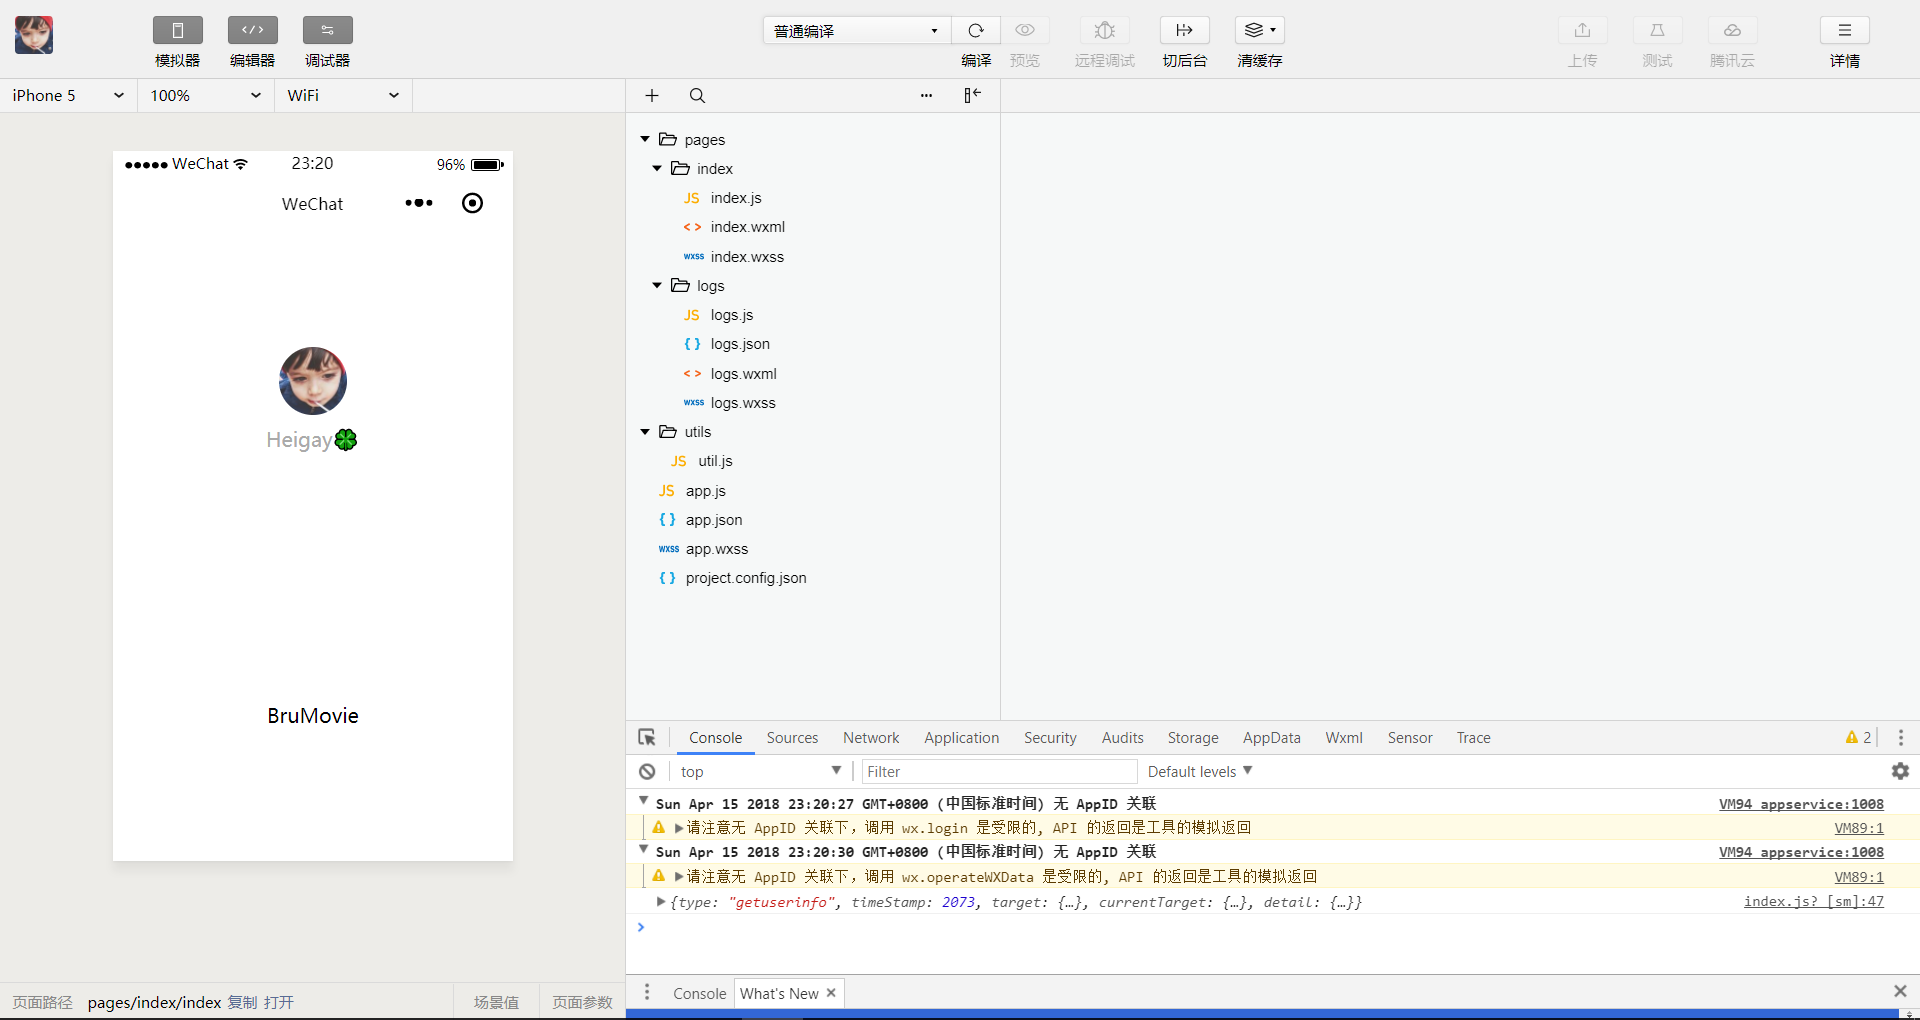 普通编译
模拟器 编辑器 调试器 编译 预览 远程调试 切后台 清缓存 上传 测试 腾讯云 详情
iPhone 5 100% WiFi
WeChat 23:20 96%
WeChat
Heigay🍀
BruMovie
页面路径 pages/index/index 复制 打开 场景值 页面参数
pages
index
JS index.js
< > index.wxml
wxss index.wxss
logs
JS logs.js
{ } logs.json
< > logs.wxml
wxss logs.wxss
utils
JS util.js
JS app.js
{ } app.json
wxss app.wxss
{ } project.config.json
Console Sources Network Application Security Audits Storage AppData Wxml Sensor Trace 2
top Filter Default levels
Sun Apr 15 2018 23:20:27 GMT+0800 (中国标准时间) 无 AppID 关联 VM94 appservice:1008
请注意无 AppID 关联下，调用 wx.login 是受限的, API 的返回是工具的模拟返回 VM89:1
Sun Apr 15 2018 23:20:30 GMT+0800 (中国标准时间) 无 AppID 关联 VM94 appservice:1008
请注意无 AppID 关联下，调用 wx.operateWXData 是受限的, API 的返回是工具的模拟返回 VM89:1
{type: "getuserinfo", timeStamp: 2073, target: {…}, currentTarget: {…}, detail: {…}} index.js? [sm]:47
Console What's New